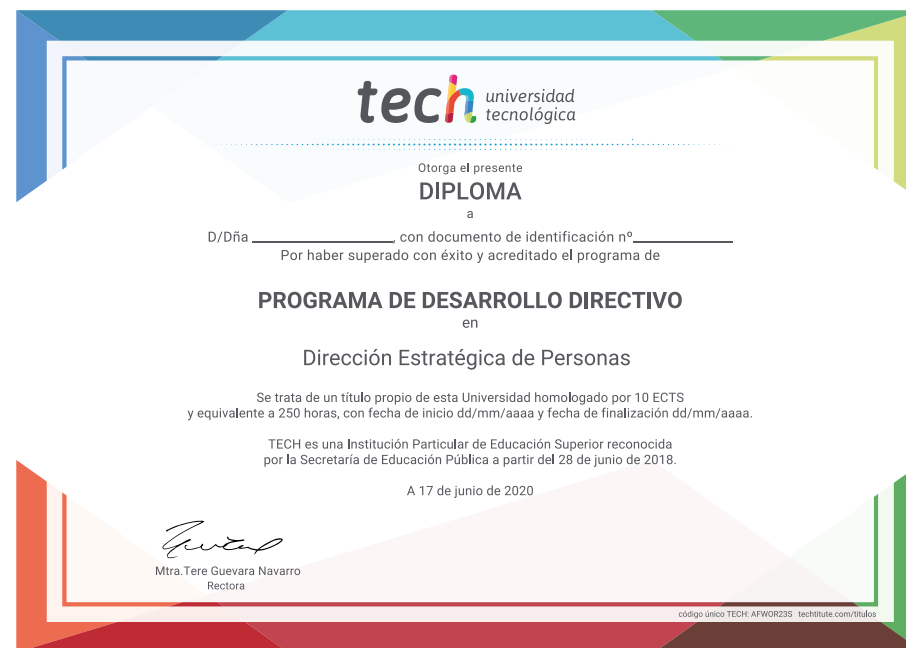 tech universidad
tecnológica
Otorga el presente
DIPLOMA
a
D/Dña ____________________, con documento de identificación nº______________
Por haber superado con éxito y acreditado el programa de
PROGRAMA DE DESARROLLO DIRECTIVO
en
Dirección Estratégica de Personas
Se trata de un título propio de esta Universidad homologado por 10 ECTS
y equivalente a 250 horas, con fecha de inicio dd/mm/aaaa y fecha de finalización dd/mm/aaaa.
TECH es una Institución Particular de Educación Superior reconocida
por la Secretaría de Educación Pública a partir del 28 de junio de 2018.
A 17 de junio de 2020
Mtra.Tere Guevara Navarro
Rectora
código único TECH: AFWOR23S techtitute.com/titulos